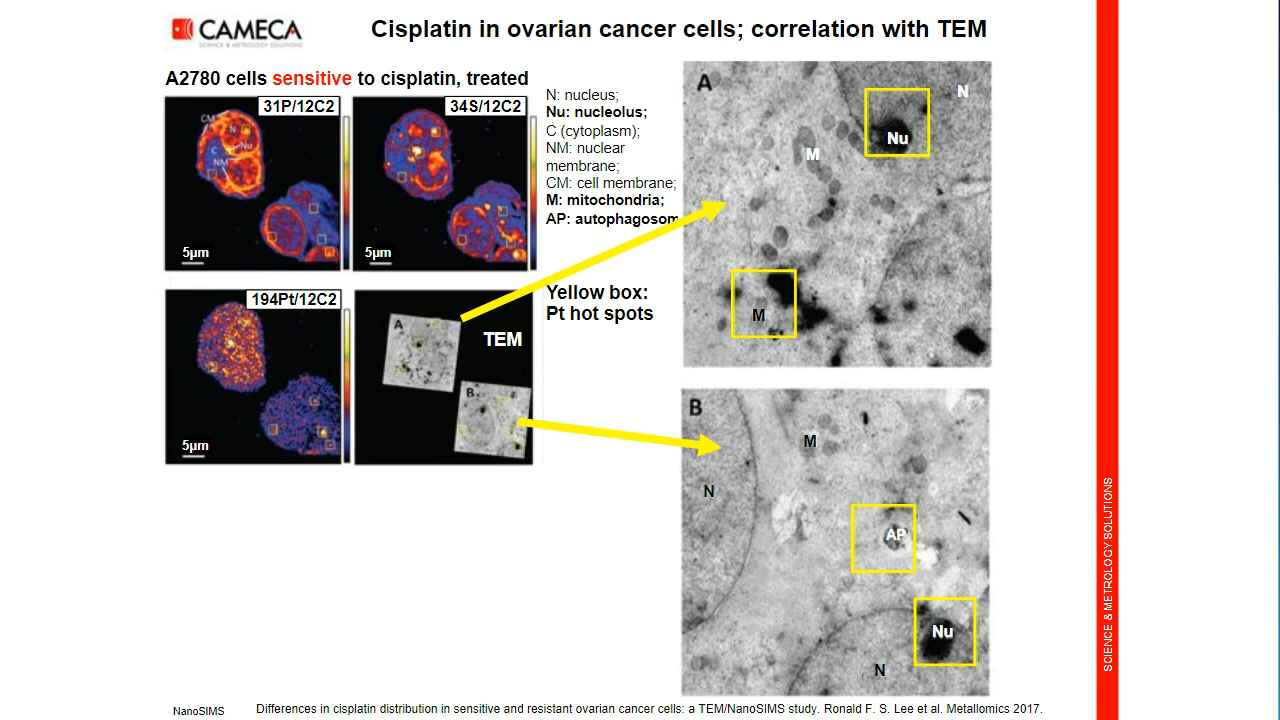 CAMECA
SCIENCE & METROLOGY SOLUTIONS
Cisplatin in ovarian cancer cells; correlation with TEM
A2780 cells sensitive to cisplatin, treated
31P/12C2
CM
N
C
Nu
NM
5µm
34S/12C2
5µm
N: nucleus;
Nu: nucleolus;
C (cytoplasm);
NM: nuclear
membrane;
CM: cell membrane;
M: mitochondria;
AP: autophagosom
Yellow box:
Pt hot spots
194Pt/12C2
5µm
A
TEM
B
A
N
Nu
M
M
B
M
N
AP
Nu
N
SCIENCE & METROLOGY SOLUTIONS
NanoSIMS
Differences in cisplatin distribution in sensitive and resistant ovarian cancer cells: a TEM/NanoSIMS study. Ronald F. S. Lee et al. Metallomics 2017.